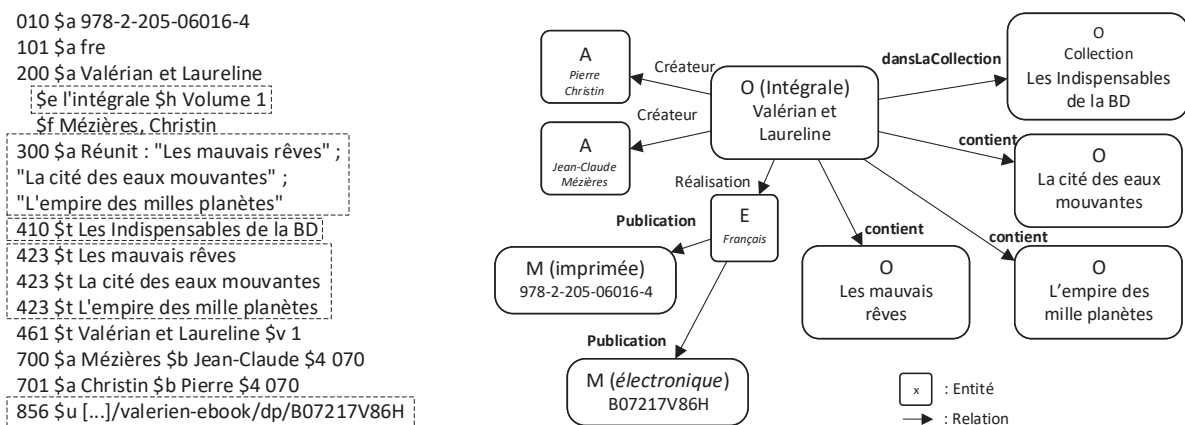 010 $a 978-2-205-06016-4
101 $a fre
200 $a Valérian et Laureline
$e l'intégrale $h Volume 1
$f Mézières, Christin
300 $a Réunit : "Les mauvais rêves" ;
"La cité des eaux mouvantes" ;
"L'empire des milles planètes"
410 $t Les Indispensables de la BD
423 $t Les mauvais rêves
423 $t La cité des eaux mouvantes
423 $t L'empire des mille planètes
461 $t Valérian et Laureline $v 1
700 $a Mézières $b Jean-Claude $4 070
701 $a Christin $b Pierre $4 070
856 $u [...]/valerien-ebook/dp/B07217V86H
A
Pierre
Christin
Créateur
A
Jean-Claude
Mézières
Créateur
O (Intégrale)
Valérian et
Laureline
dansLaCollection
O
Collection
Les Indispensables
de la BD
contient
O
La cité des eaux
mouvantes
Réalisation
Publication
E
Français
M (imprimée)
978-2-205-06016-4
contient
O
Les mauvais
rêves
contient
O
L'empire des
mille planètes
Publication
M (électronique)
B07217V86H
x
: Entité
: Relation